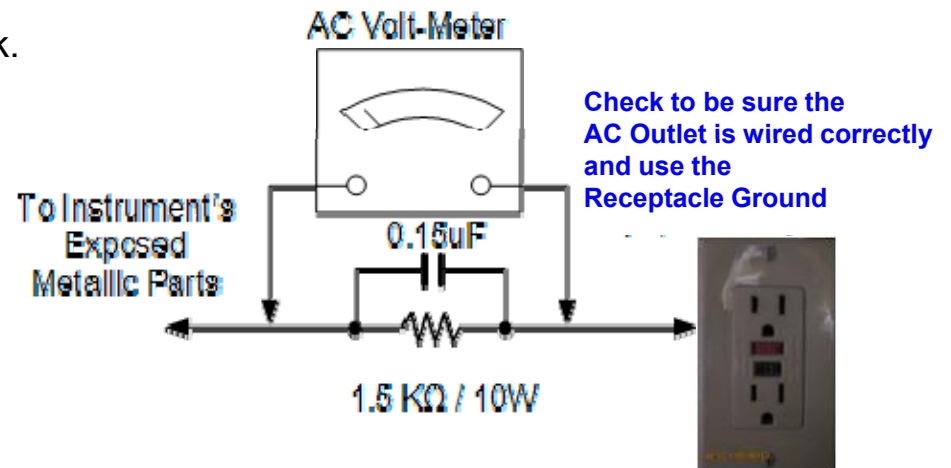 k.
AC Volt-Meter
Check to be sure the
AC Outlet is wired correctly
and use the
Receptacle Ground
To Instrument's
Exposed
Metallic Parts
0.15uF
1.5 KΩ / 10W